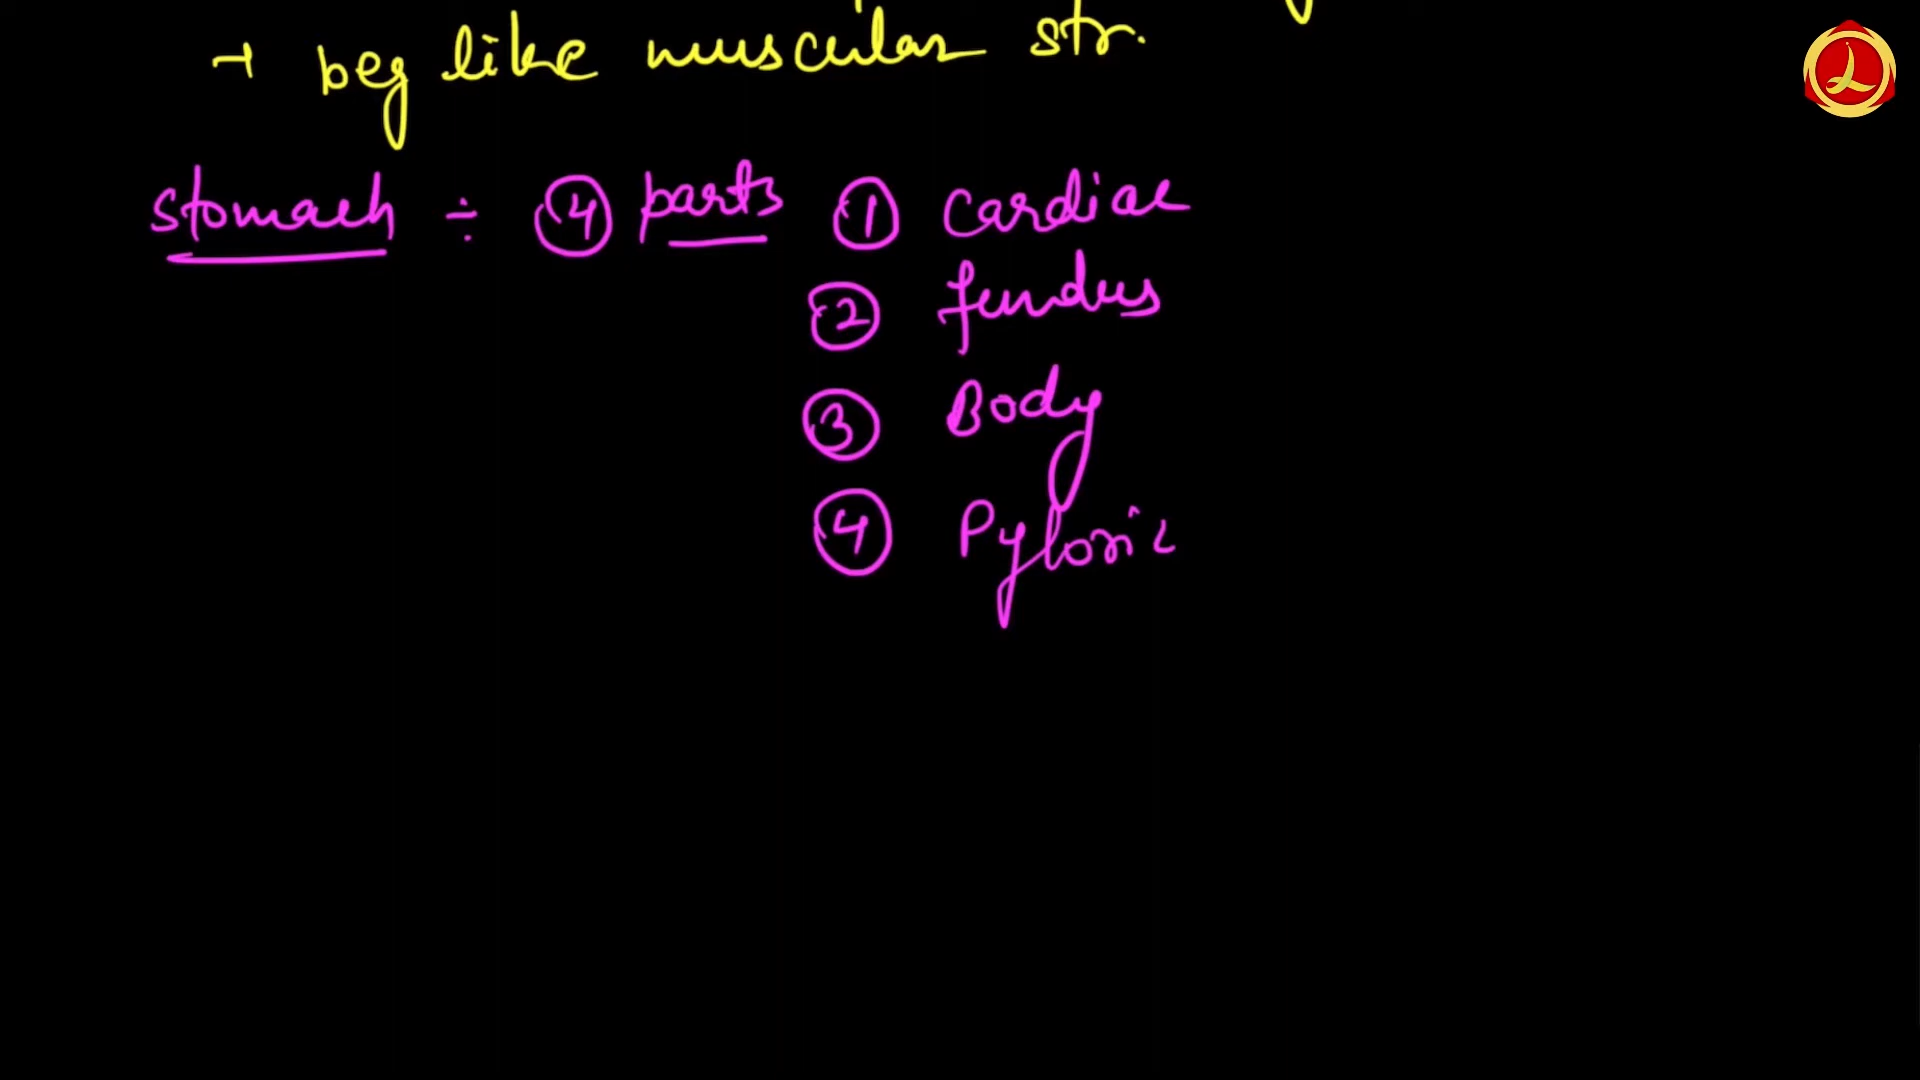 → beg like muscular str.
stomach ÷ ④ parts ① Cardiac
② fundus
③ Body
④ Pyloric